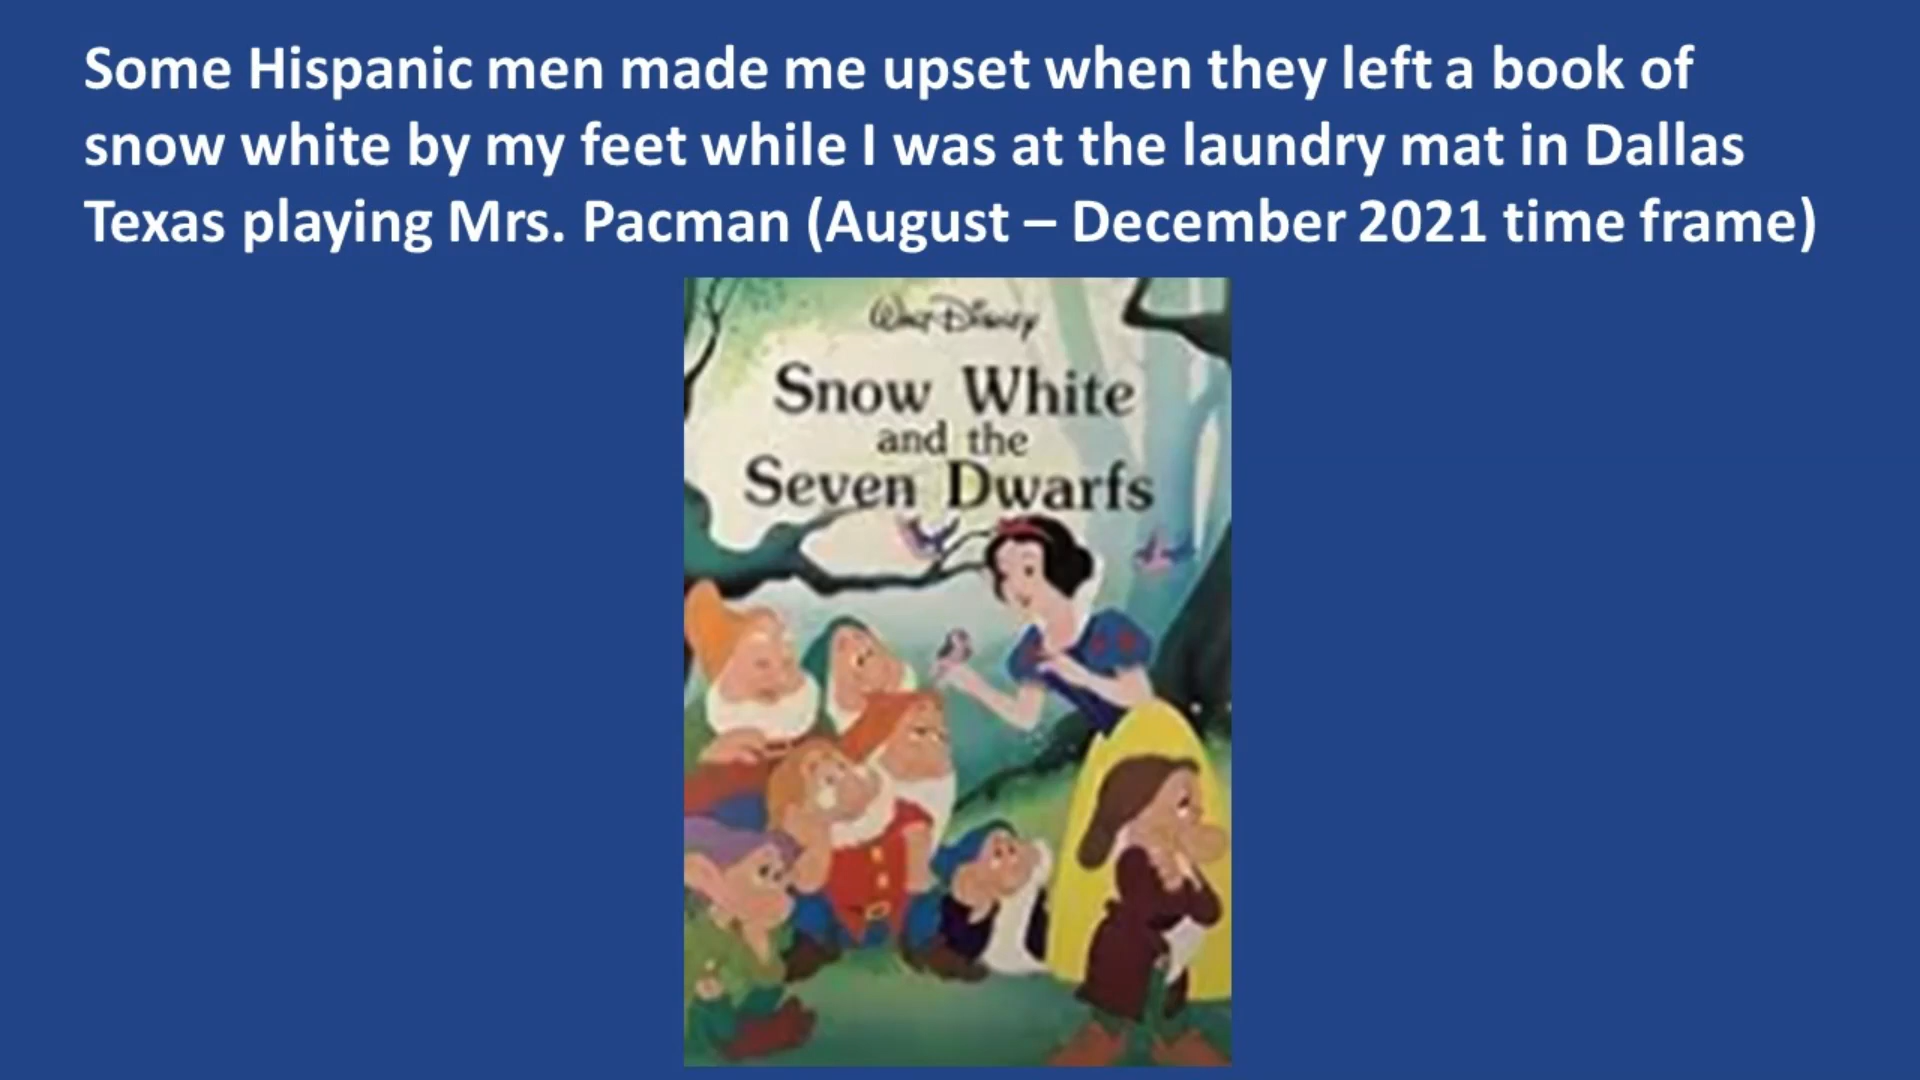 Some Hispanic men made me upset when they left a book of
snow white by my feet while I was at the laundry mat in Dallas
Texas playing Mrs. Pacman (August – December 2021 time frame)
Walt Disney
Snow White
and the
Seven Dwarfs